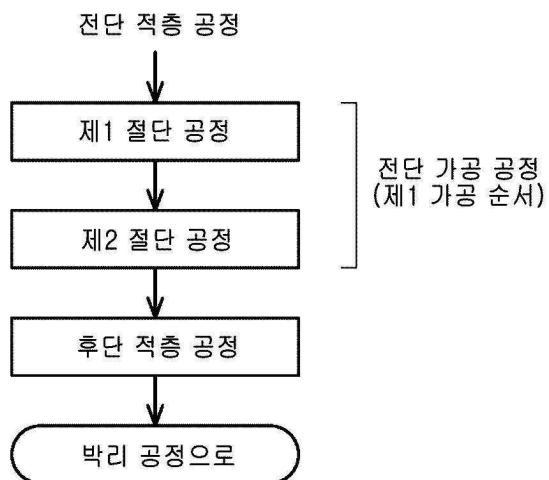 전단 적층 공정
제1 절단 공정
제2 절단 공정
전단 가공 공정
(제1 가공 순서)
후단 적층 공정
박리 공정으로